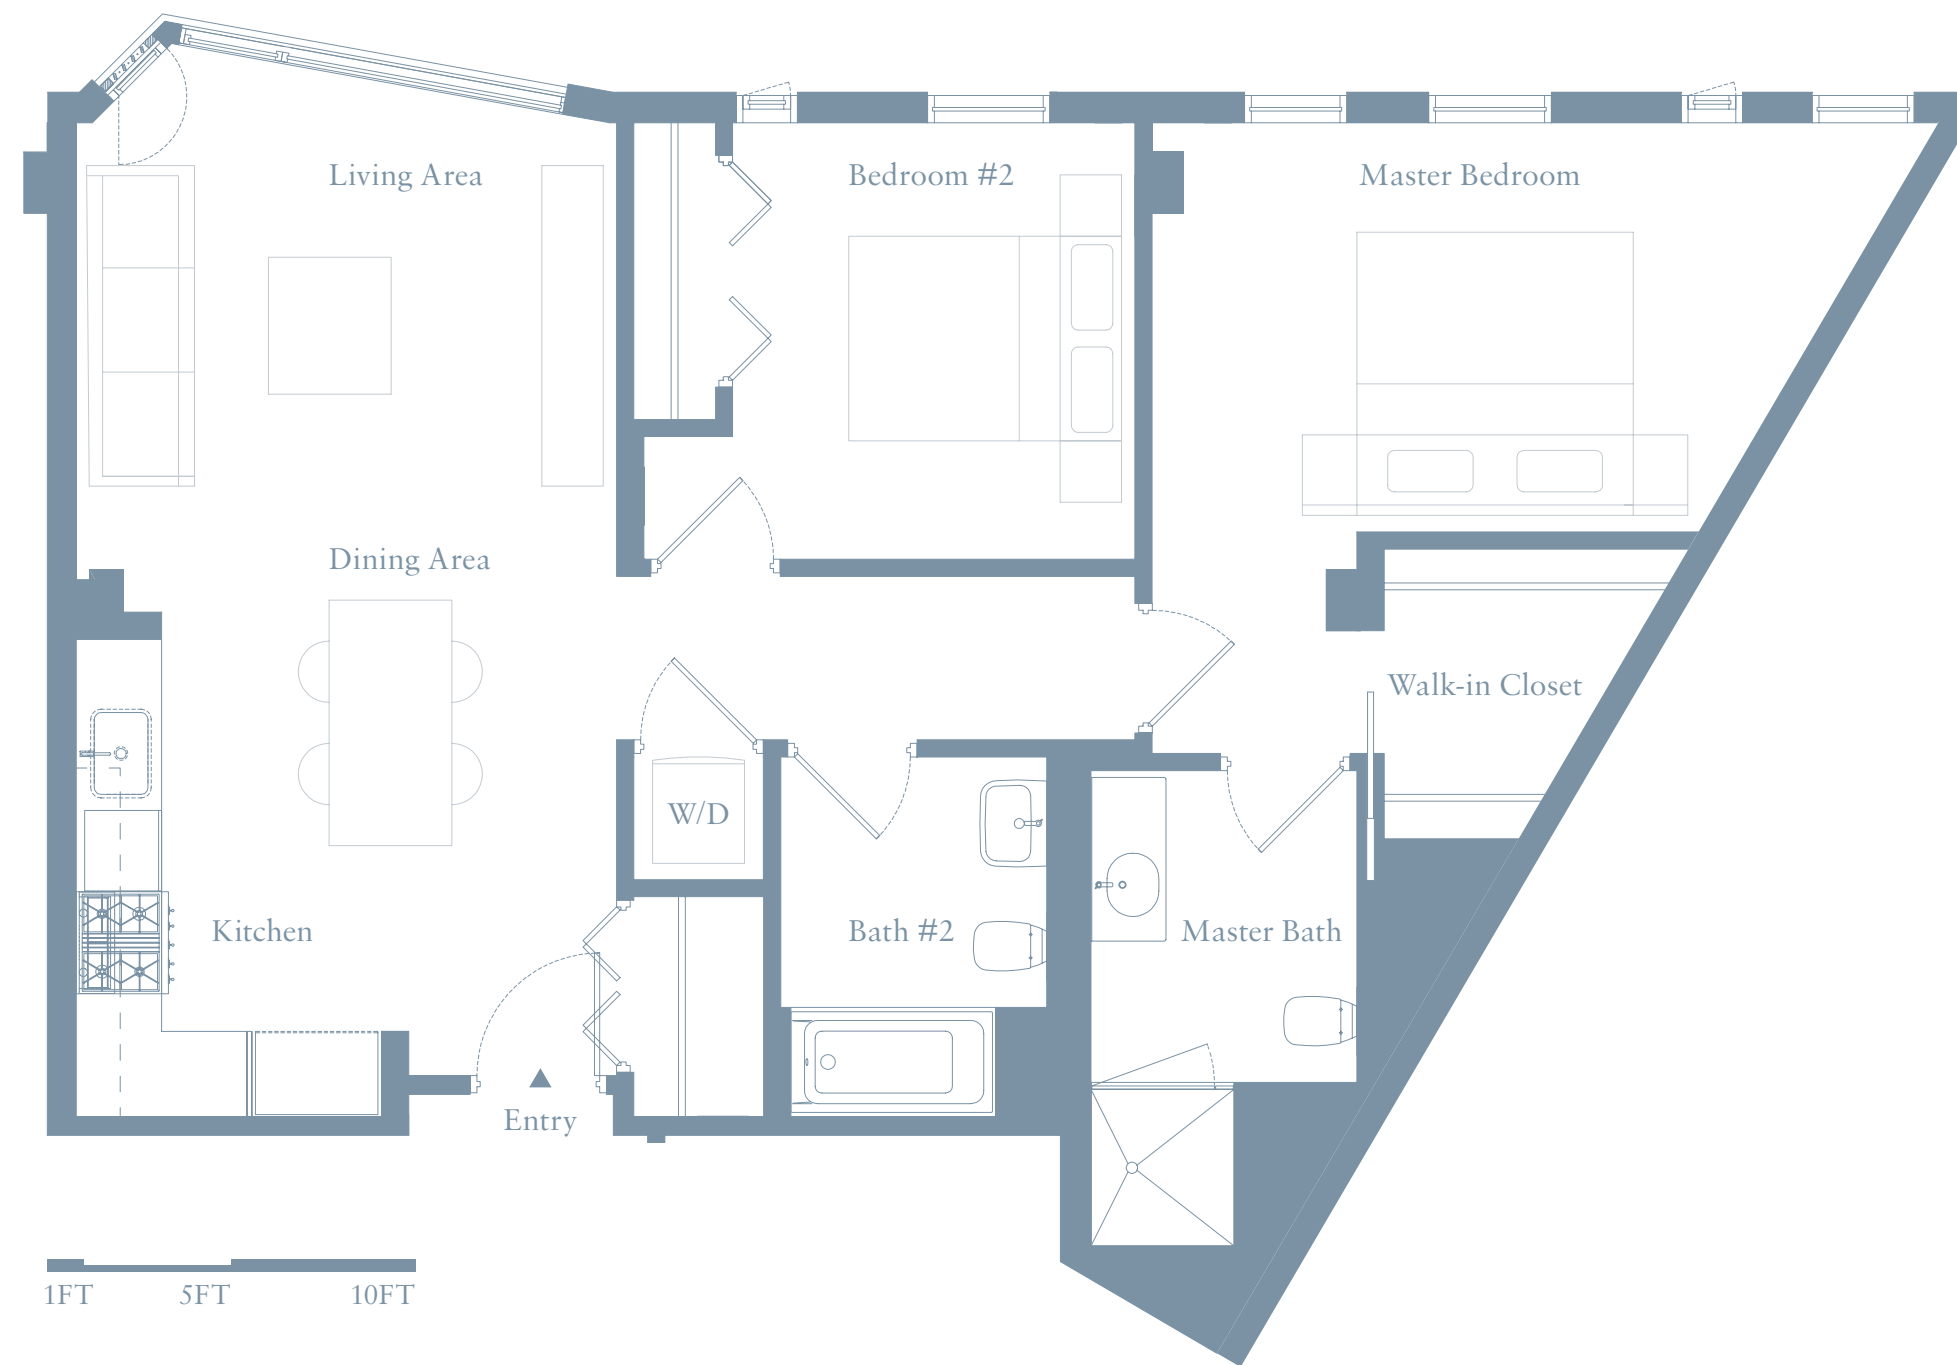 Living Area
Bedroom #2
Master Bedroom
Dining Area
Walk-in Closet
W/D
Kitchen
Bath #2
Master Bath
Entry
1FT
5FT
10FT